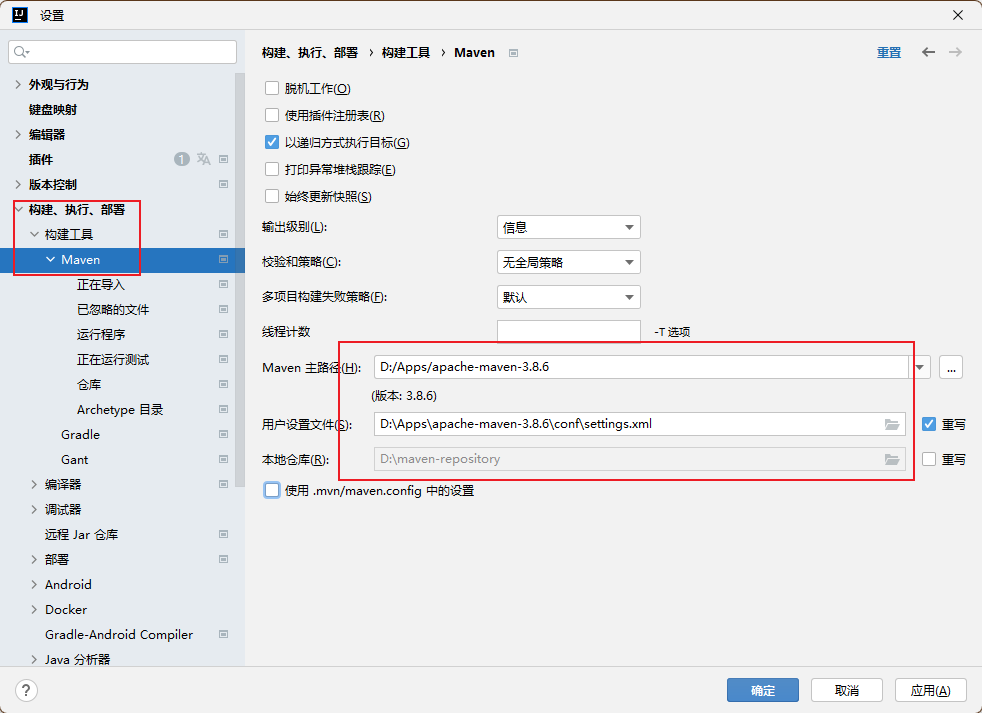 设置
构建、执行、部署 › 构建工具 › Maven
重置
外观与行为
键盘映射
编辑器
插件
1
版本控制
构建、执行、部署
构建工具
Maven
正在导入
已忽略的文件
运行程序
正在运行测试
仓库
Archetype 目录
Gradle
Gant
编译器
调试器
远程 Jar 仓库
部署
Android
Docker
Gradle-Android Compiler
Java 分析器
脱机工作(O)
使用插件注册表(R)
以递归方式执行目标(G)
打印异常堆栈跟踪(E)
始终更新快照(S)
输出级别(L): 信息
校验和策略(C): 无全局策略
多项目构建失败策略(F): 默认
线程计数 -T 选项
Maven 主路径(H): D:/Apps/apache-maven-3.8.6 ...
(版本: 3.8.6)
用户设置文件(S): D:\Apps\apache-maven-3.8.6\conf\settings.xml 重写
本地仓库(R): D:\maven-repository 重写
使用 .mvn/maven.config 中的设置
? 确定 取消 应用(A)